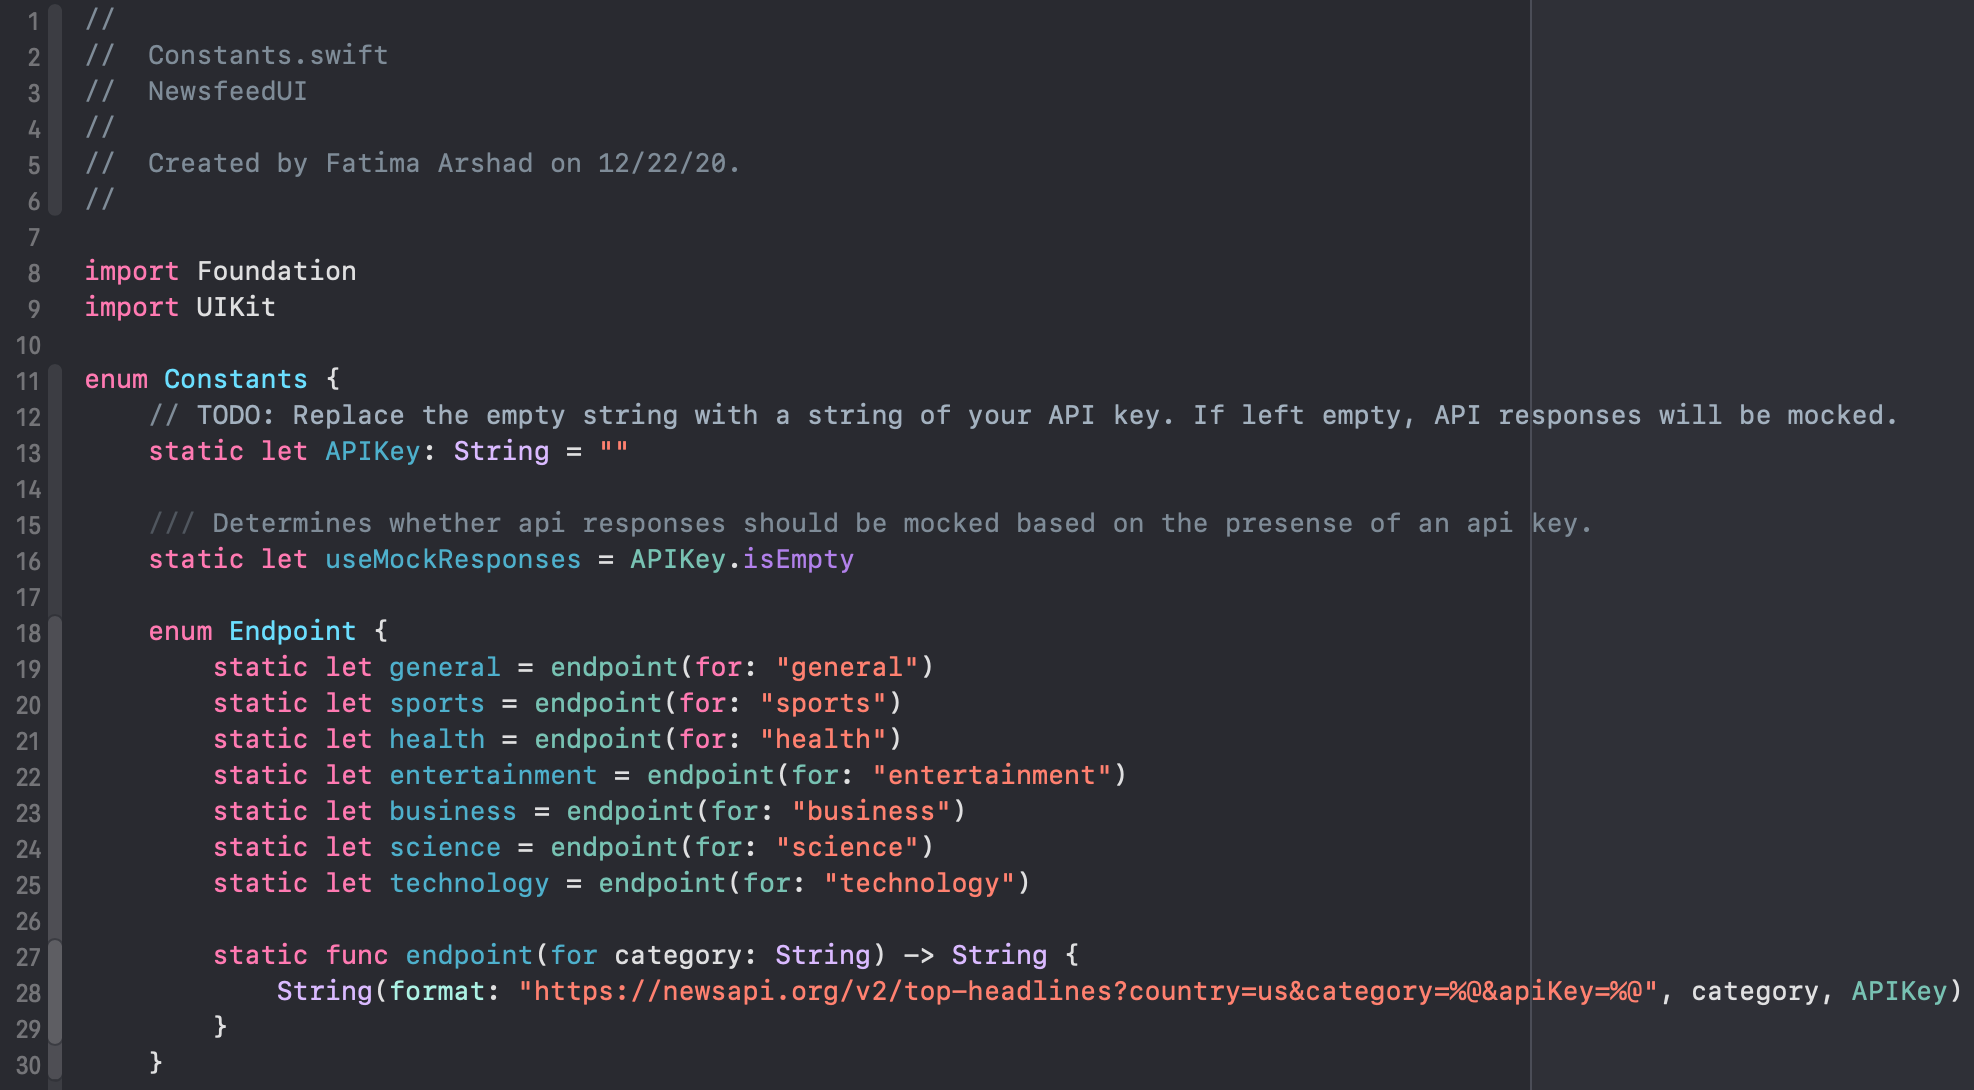 1 //
2 //  Constants.swift
3 //  NewsfeedUI
4 //
5 //  Created by Fatima Arshad on 12/22/20.
6 //
7
8 import Foundation
9 import UIKit
10
11 enum Constants {
12     // TODO: Replace the empty string with a string of your API key. If left empty, API responses will be mocked.
13     static let APIKey: String = ""
14
15     /// Determines whether api responses should be mocked based on the presense of an api key.
16     static let useMockResponses = APIKey.isEmpty
17
18     enum Endpoint {
19         static let general = endpoint(for: "general")
20         static let sports = endpoint(for: "sports")
21         static let health = endpoint(for: "health")
22         static let entertainment = endpoint(for: "entertainment")
23         static let business = endpoint(for: "business")
24         static let science = endpoint(for: "science")
25         static let technology = endpoint(for: "technology")
26
27         static func endpoint(for category: String) -> String {
28             String(format: "https://newsapi.org/v2/top-headlines?country=us&category=%@&apiKey=%@", category, APIKey)
29         }
30     }